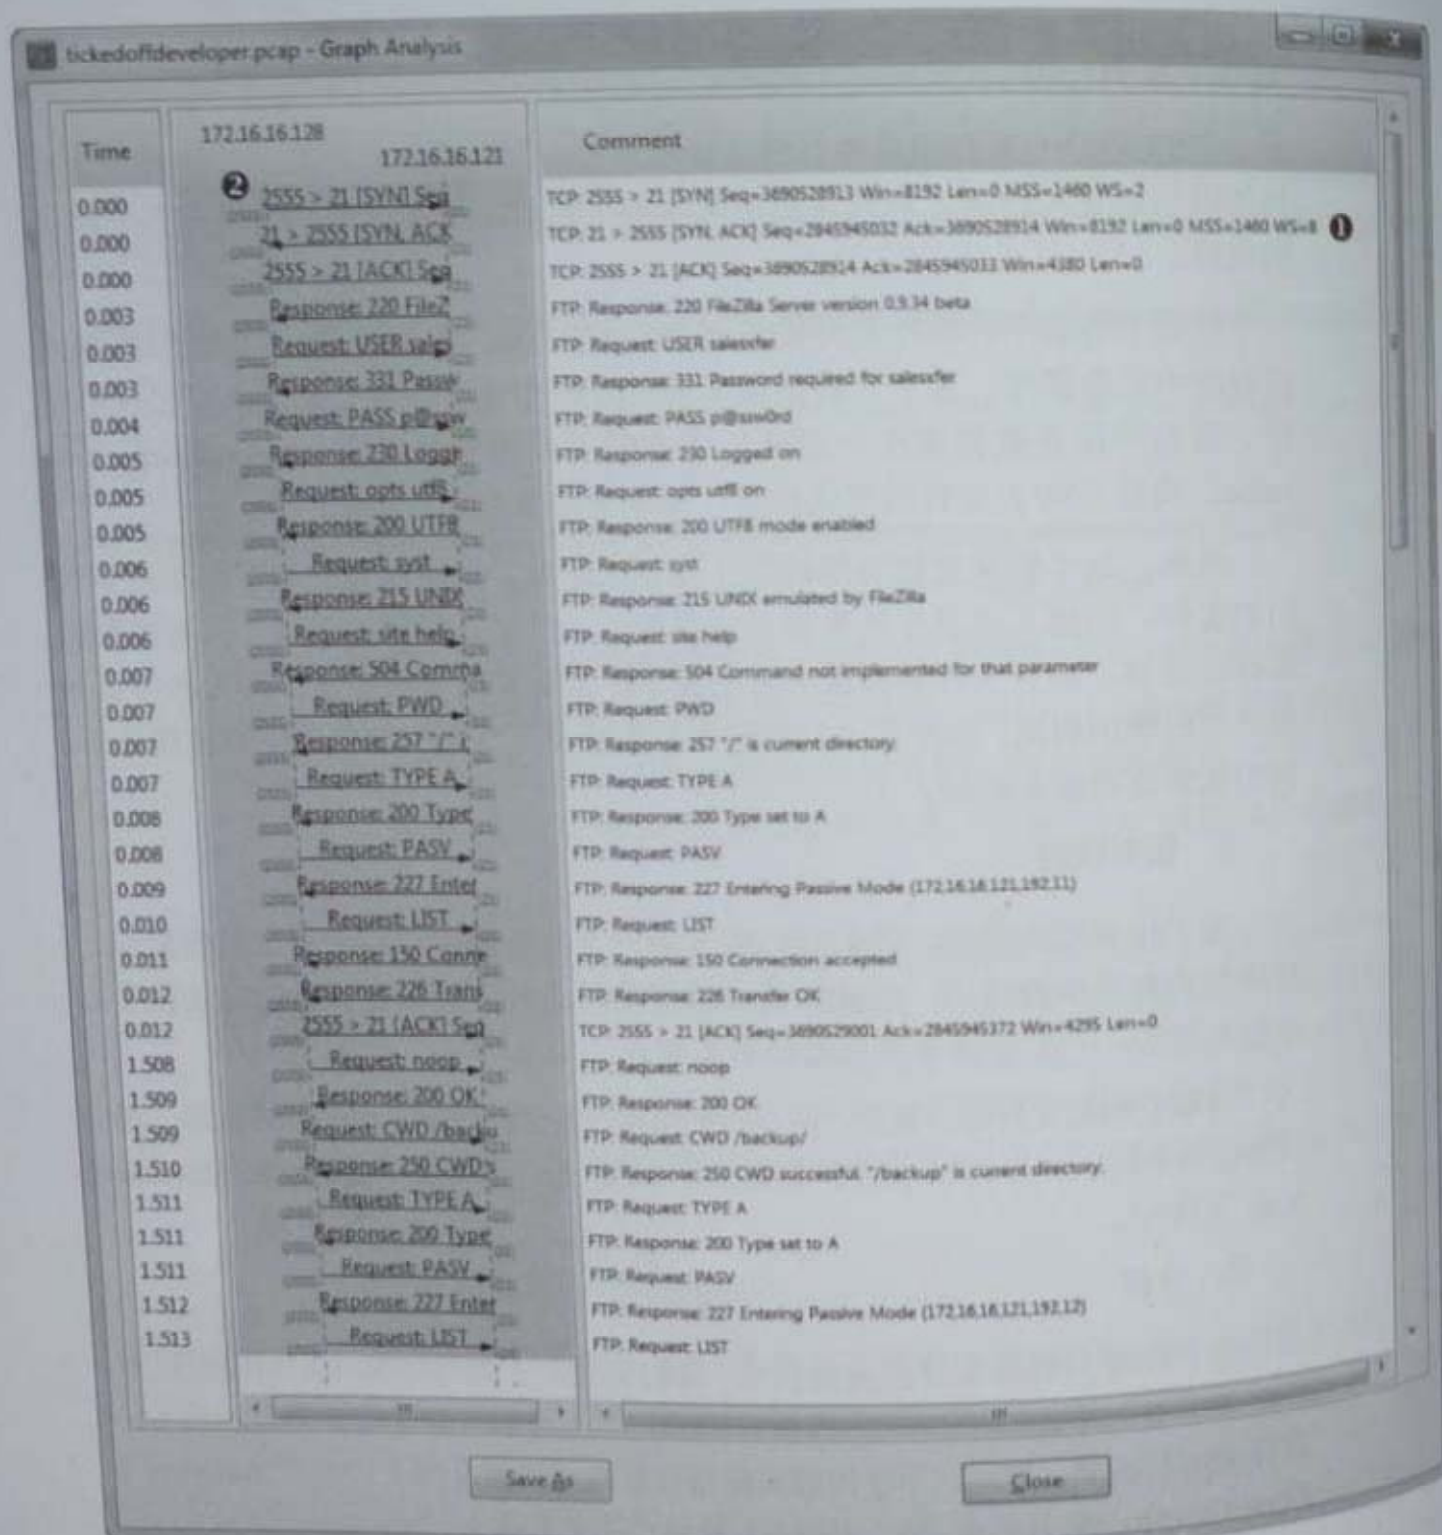 tickedoffdeveloper.pcap - Graph Analysis
Time 172.16.16.128 172.16.16.121 Comment
0.000 ❷ 2555 > 21 [SYN] Seq TCP: 2555 > 21 [SYN] Seq=3690528913 Win=8192 Len=0 MSS=1460 WS=2
0.000 21 > 2555 [SYN, ACK TCP: 21 > 2555 [SYN, ACK] Seq=2845945032 Ack=3690528914 Win=8192 Len=0 MSS=1460 WS=8 ❶
0.000 2555 > 21 [ACK] Seq TCP: 2555 > 21 [ACK] Seq=3690528914 Ack=2845945033 Win=4380 Len=0
0.003 Response: 220 FileZ FTP: Response: 220 FileZilla Server version 0.9.34 beta
0.003 Request: USER sales FTP: Request: USER salesxfer
0.003 Response: 331 Passw FTP: Response: 331 Password required for salesxfer
0.004 Request: PASS p@ssw FTP: Request: PASS p@ssw0rd
0.005 Response: 230 Logge FTP: Response: 230 Logged on
0.005 Request: opts utf8 FTP: Request: opts utf8 on
0.005 Response: 200 UTF8 FTP: Response: 200 UTF8 mode enabled
0.006 Request: syst FTP: Request: syst
0.006 Response: 215 UNIX FTP: Response: 215 UNIX emulated by FileZilla
0.006 Request: site help FTP: Request: site help
0.007 Response: 504 Comma FTP: Response: 504 Command not implemented for that parameter
0.007 Request: PWD FTP: Request: PWD
0.007 Response: 257 "/" i FTP: Response: 257 "/" is current directory.
0.007 Request: TYPE A FTP: Request: TYPE A
0.008 Response: 200 Type FTP: Response: 200 Type set to A
0.008 Request: PASV FTP: Request: PASV
0.009 Response: 227 Enter FTP: Response: 227 Entering Passive Mode (172,16,16,121,192,11)
0.010 Request: LIST FTP: Request: LIST
0.011 Response: 150 Conne FTP: Response: 150 Connection accepted
0.012 Response: 226 Trans FTP: Response: 226 Transfer OK
0.012 2555 > 21 [ACK] Seq TCP: 2555 > 21 [ACK] Seq=3690529001 Ack=2845945372 Win=4295 Len=0
1.508 Request: noop FTP: Request: noop
1.509 Response: 200 OK FTP: Response: 200 OK
1.509 Request: CWD /backu FTP: Request: CWD /backup/
1.510 Response: 250 CWD s FTP: Response: 250 CWD successful. "/backup" is current directory.
1.511 Request: TYPE A FTP: Request: TYPE A
1.511 Response: 200 Type FTP: Response: 200 Type set to A
1.511 Request: PASV FTP: Request: PASV
1.512 Response: 227 Enter FTP: Response: 227 Entering Passive Mode (172,16,16,121,192,12)
1.513 Request: LIST FTP: Request: LIST
Save As Close